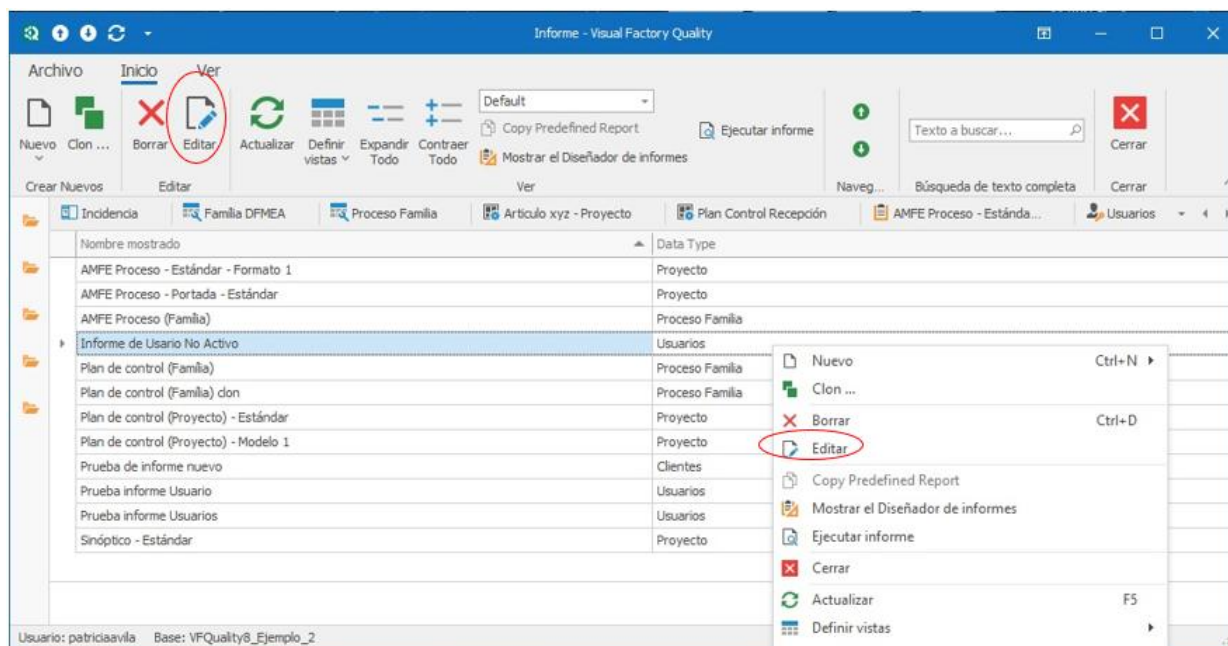 Informe - Visual Factory Quality
Archivo Inicio Ver
Default
Copy Predefined Report
Ejecutar informe
Texto a buscar...
Nuevo Clon ... Borrar Editar Actualizar Definir vistas Expandir Todo Contraer Todo Mostrar el Diseñador de informes Cerrar
Crear Nuevos Editar Ver Naveg... Búsqueda de texto completa Cerrar
Incidencia Família DFMEA Proceso Familia Articulo xyz - Proyecto Plan Control Recepción AMFE Proceso - Estánda... Usuarios
Nombre mostrado Data Type
AMFE Proceso - Estándar - Formato 1 Proyecto
AMFE Proceso - Portada - Estándar Proyecto
AMFE Proceso (Família) Proceso Familia
Informe de Usario No Activo Usuarios
Plan de control (Família) Proceso Familia
Plan de control (Família) clon Proceso Familia
Plan de control (Proyecto) - Estándar Proyecto
Plan de control (Proyecto) - Modelo 1 Proyecto
Prueba de informe nuevo Clientes
Prueba informe Usuario Usuarios
Prueba informe Usuarios Usuarios
Sinóptico - Estándar Proyecto
Nuevo Ctrl+N
Clon ...
Borrar Ctrl+D
Editar
Copy Predefined Report
Mostrar el Diseñador de informes
Ejecutar informe
Cerrar
Actualizar F5
Definir vistas
Usuario: patriciaavila Base: VFQuality8_Ejemplo_2